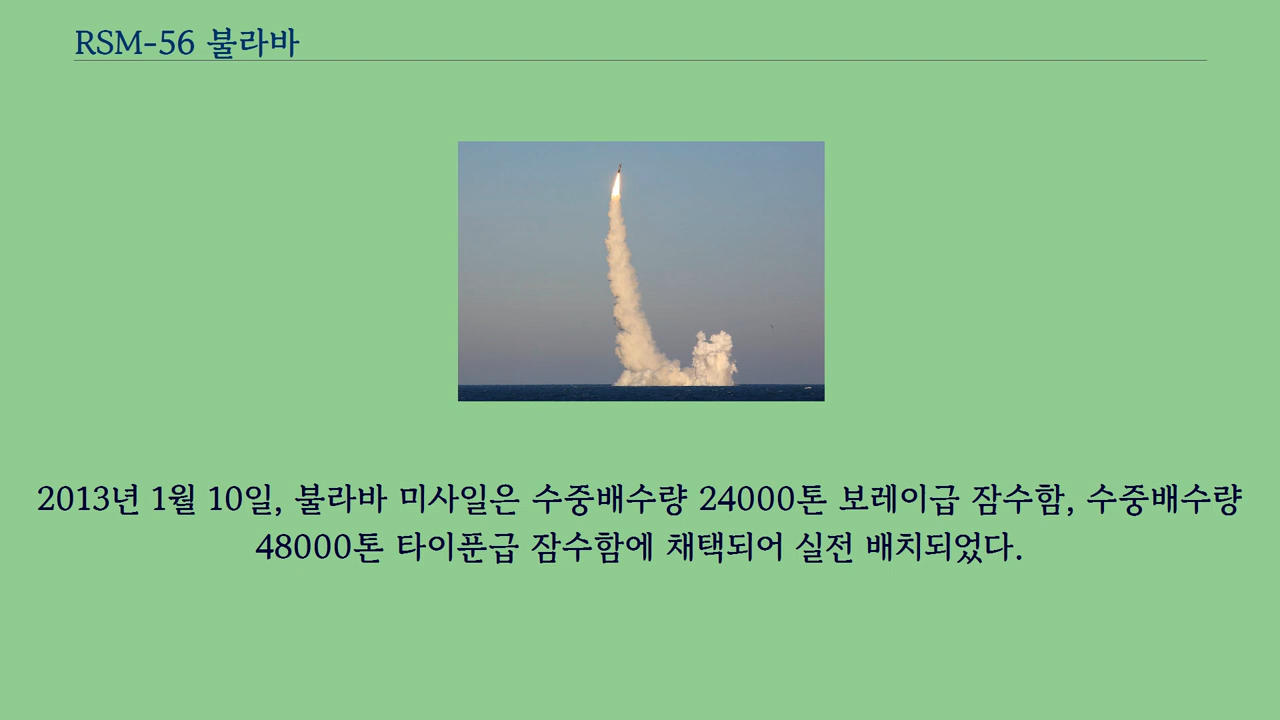 RSM-56 불라바
2013년 1월 10일, 불라바 미사일은 수중배수량 24000톤 보레이급 잠수함, 수중배수량
48000톤 타이푼급 잠수함에 채택되어 실전 배치되었다.